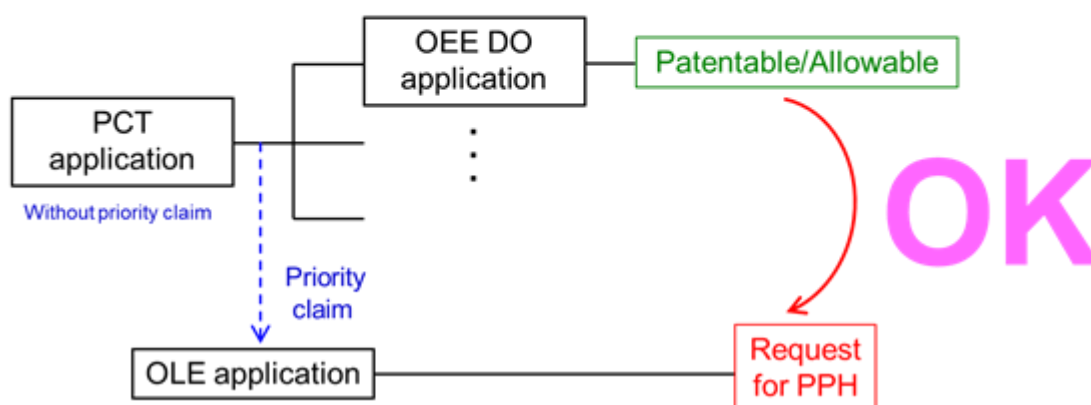 OEE DO
application
Patentable/Allowable
PCT
application
Without priority claim
OK
Priority
claim
OLE application
Request
for PPH